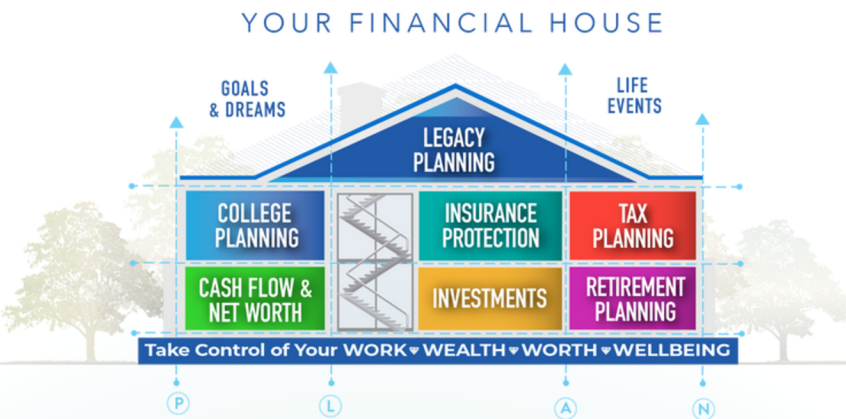 YOUR FINANCIAL HOUSE
GOALS
& DREAMS
LIFE
EVENTS
LEGACY
PLANNING
COLLEGE
PLANNING
INSURANCE
PROTECTION
TAX
PLANNING
CASH FLOW &
NET WORTH
INVESTMENTS
RETIREMENT
PLANNING
Take Control of Your WORK ♥ WEALTH ♥ WORTH ♥ WELLBEING
P L A N